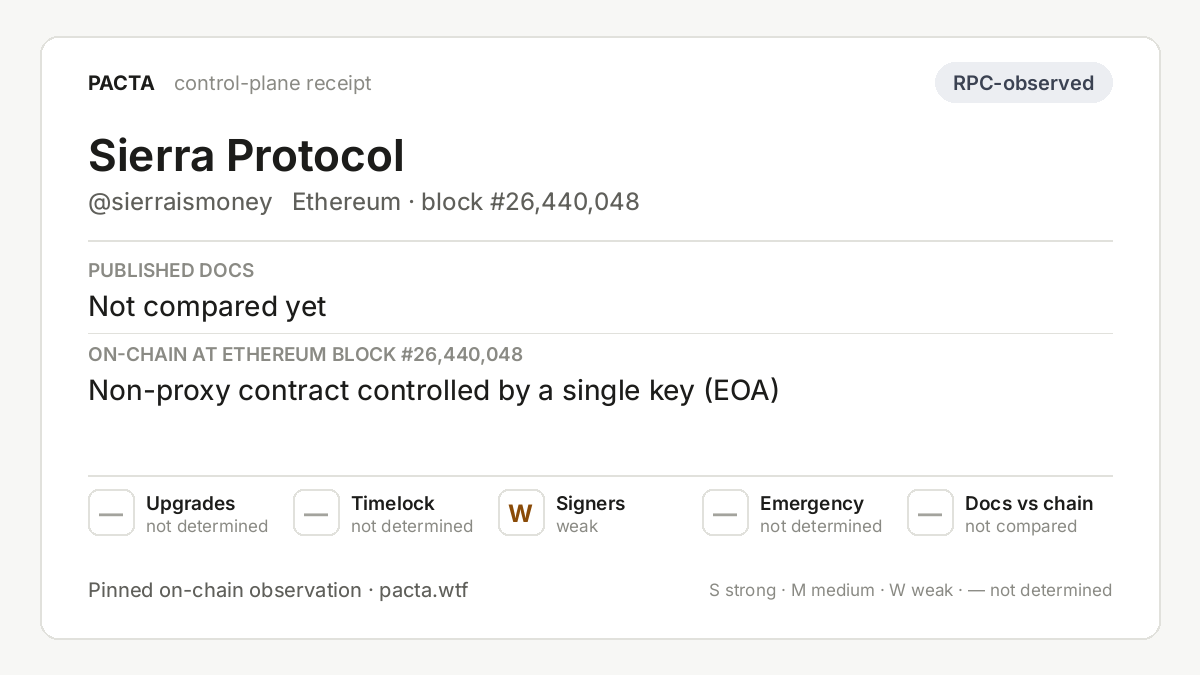 PACTA control-plane receipt RPC-observed
Sierra Protocol
@sierraismoney Ethereum · block #26,440,048
PUBLISHED DOCS
Not compared yet
ON-CHAIN AT ETHEREUM BLOCK #26,440,048
Non-proxy contract controlled by a single key (EOA)
— Upgrades not determined
— Timelock not determined
W Signers weak
— Emergency not determined
— Docs vs chain not compared
Pinned on-chain observation · pacta.wtf
S strong · M medium · W weak · — not determined